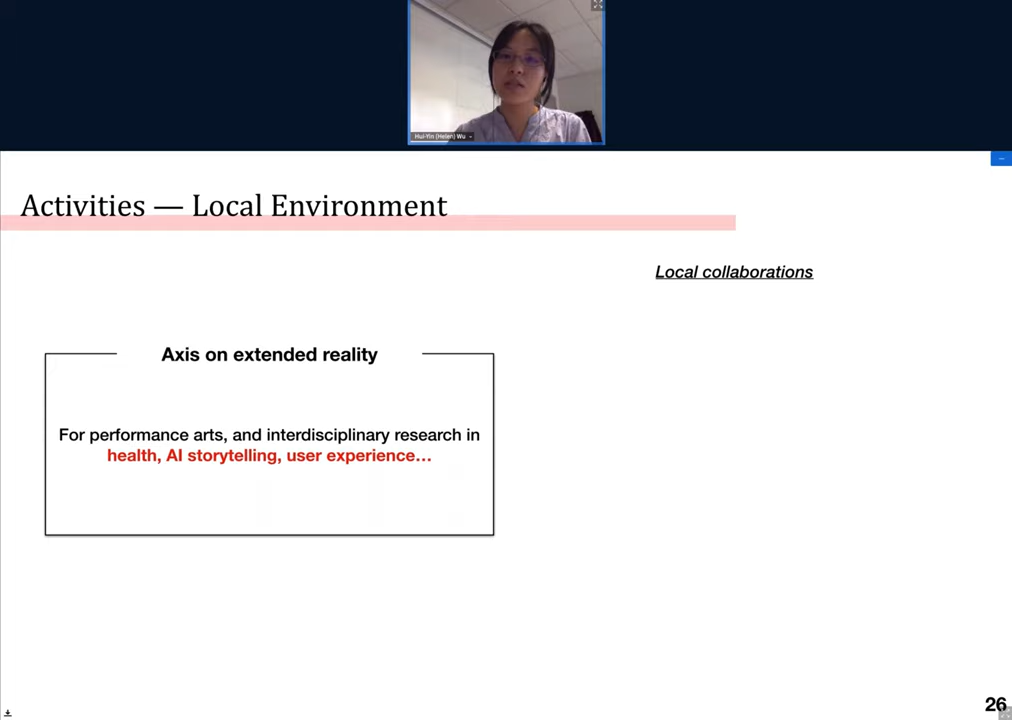 Hui-Yin (Helen) Wu
Activities — Local Environment
Local collaborations
Axis on extended reality
For performance arts, and interdisciplinary research in
health, AI storytelling, user experience…
26